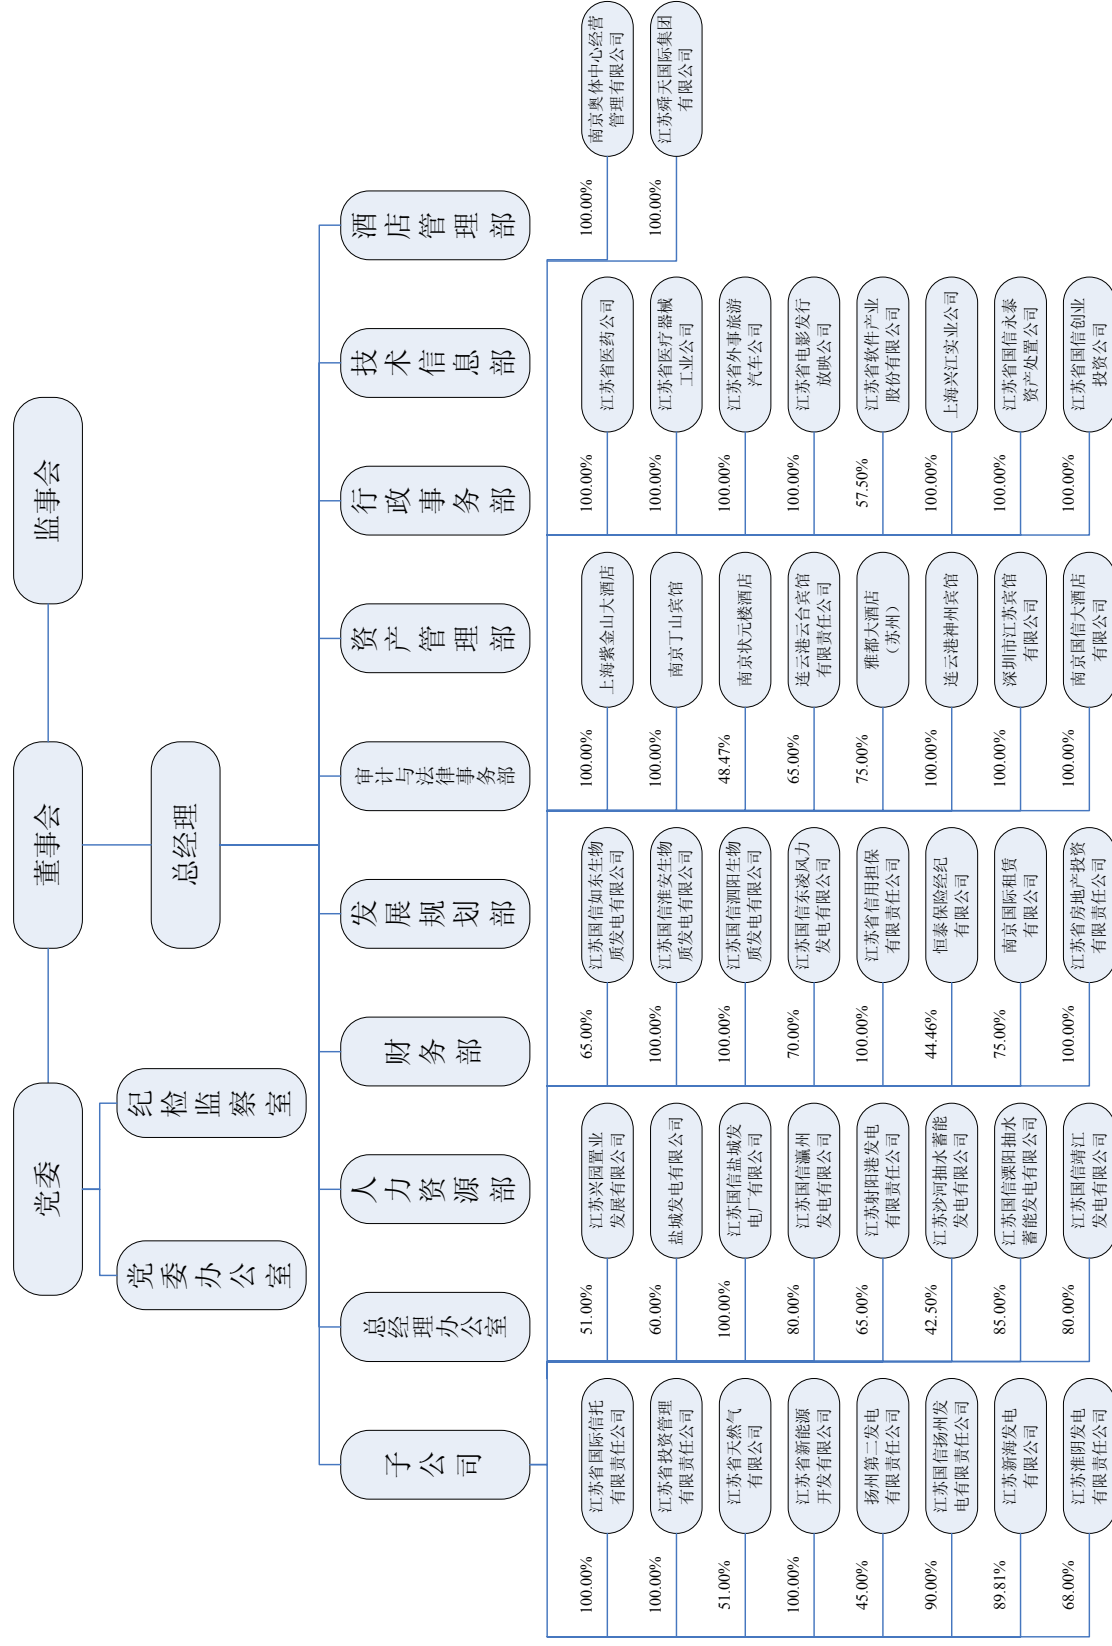 党委
董事会
监事会
党委办公室
纪检监察室
总经理
子公司
总经理办公室
人力资源部
财务部
发展规划部
审计与法律事务部
资产管理部
行政事务部
技术信息部
酒店管理部
100.00%
江苏省国际信托
有限责任公司
100.00%
江苏省投资管理
有限责任公司
51.00%
江苏省天然气
有限公司
100.00%
江苏省新能源
开发有限公司
45.00%
扬州第二发电
有限责任公司
90.00%
江苏国信扬州发
电有限责任公司
89.81%
江苏新海发电
有限公司
68.00%
江苏淮阴发电
有限责任公司
51.00%
江苏兴园置业
发展有限公司
60.00%
盐城发电有限公司
100.00%
江苏国信盐城发
电厂有限公司
80.00%
江苏国信瀛州
发电有限公司
65.00%
江苏射阳港发电
有限责任公司
42.50%
江苏沙河抽水蓄能
发电有限公司
85.00%
江苏国信溧阳抽水
蓄能发电有限公司
80.00%
江苏国信靖江
发电有限公司
65.00%
江苏国信如东生物
质发电有限公司
100.00%
江苏国信淮安生物
质发电有限公司
100.00%
江苏国信泗阳生物
质发电有限公司
70.00%
江苏国信东凌风力
发电有限公司
100.00%
江苏省信用担保
有限责任公司
44.46%
恒泰保险经纪
有限公司
75.00%
南京国际租赁
有限公司
100.00%
江苏省房地产投资
有限责任公司
100.00%
上海紫金山大酒店
100.00%
南京丁山宾馆
48.47%
南京状元楼酒店
65.00%
连云港云台宾馆
有限责任公司
75.00%
雅都大酒店
（苏州）
100.00%
连云港神州宾馆
100.00%
深圳市江苏宾馆
有限公司
100.00%
南京国信大酒店
有限公司
100.00%
江苏省医药公司
100.00%
江苏省医疗器械
工业公司
100.00%
江苏省外事旅游
汽车公司
100.00%
江苏省电影发行
放映公司
57.50%
江苏省软件产业
股份有限公司
100.00%
上海兴江实业公司
100.00%
江苏省国信永泰
资产处置公司
100.00%
江苏省国信创业
投资公司
100.00%
南京奥体中心经营
管理有限公司
100.00%
江苏舜天国际集团
有限公司